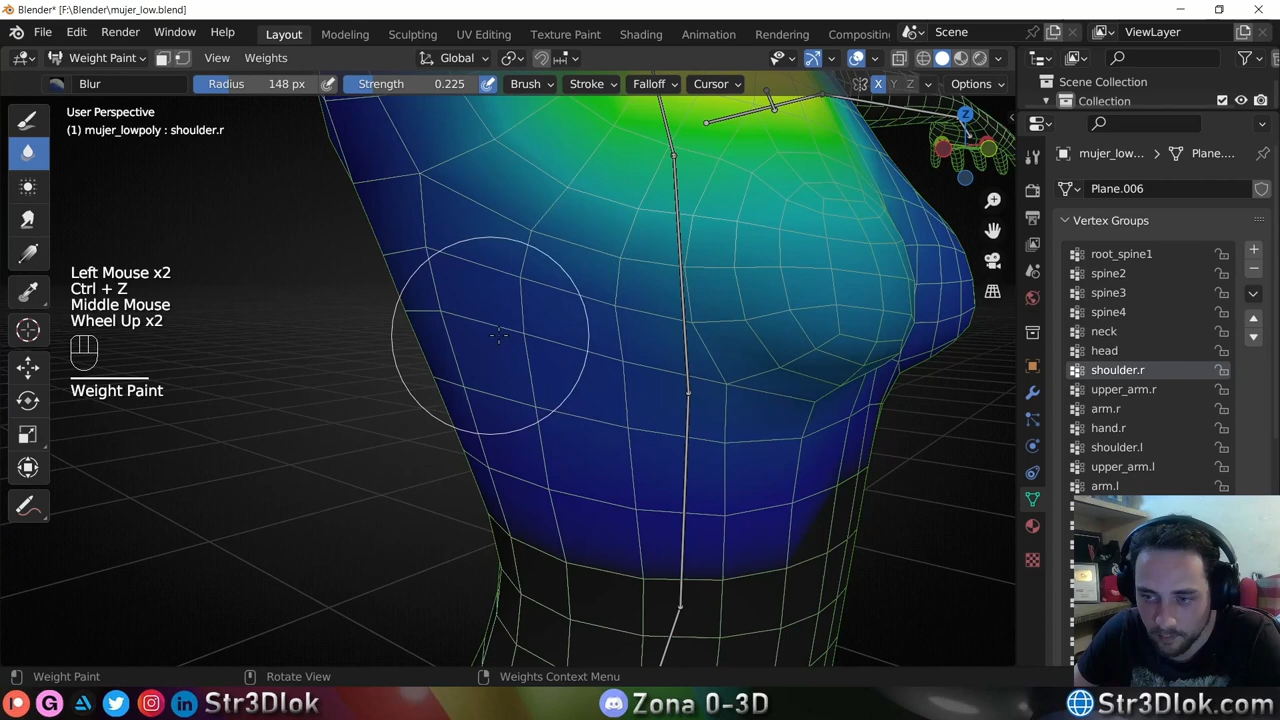 Blender* [F:\Blender\mujer_low.blend]
File Edit Render Window Help Layout Modeling Sculpting UV Editing Texture Paint Shading Animation Rendering Compositing Scene ViewLayer
Weight Paint View Weights Global
Blur Radius 148 px Strength 0.225 Brush Stroke Falloff Cursor X Y Z Options
Scene Collection
Collection
User Perspective
(1) mujer_lowpoly : shoulder.r
Z
mujer_low... Plane....
Plane.006
Vertex Groups
root_spine1
spine2
spine3
spine4
neck
head
shoulder.r
upper_arm.r
arm.r
hand.r
shoulder.l
upper_arm.l
arm.l
Left Mouse x2
Ctrl + Z
Middle Mouse
Wheel Up x2
Weight Paint
Weight Paint Rotate View Weights Context Menu
Str3Dlok Zona 0-3D Str3Dlok.com